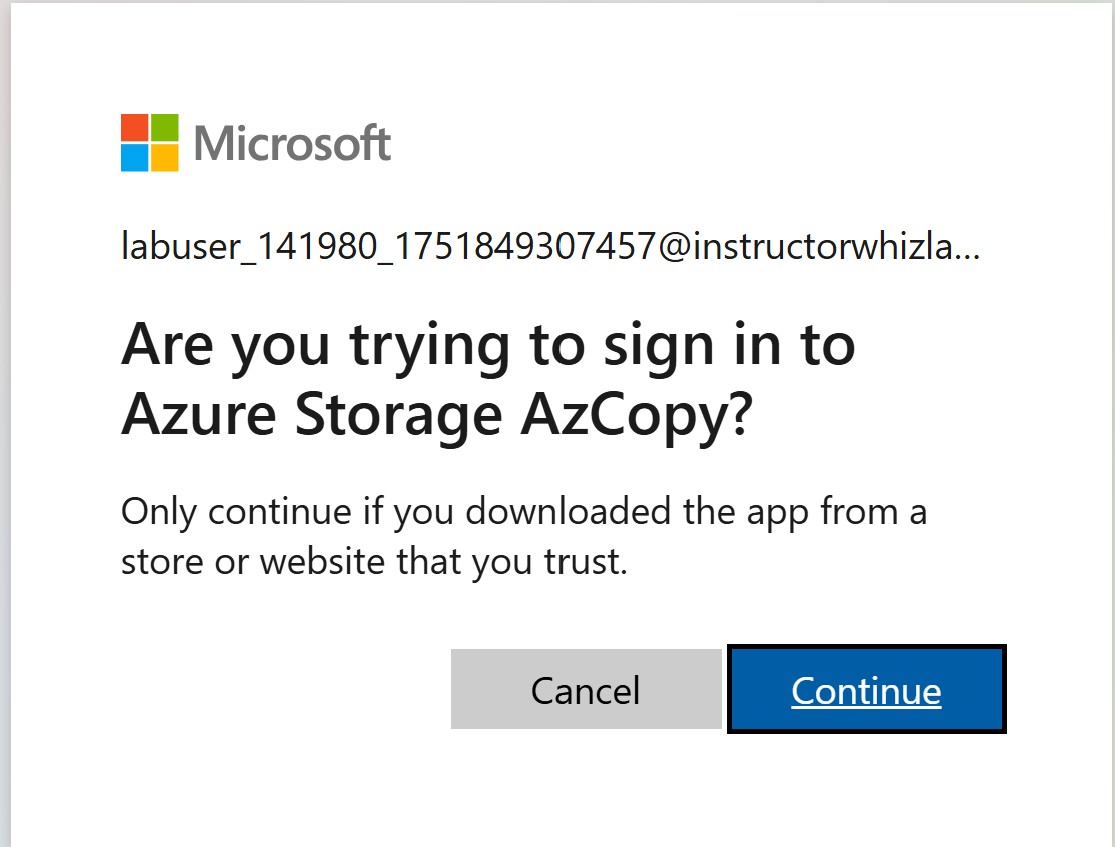 Microsoft
labuser_141980_1751849307457@instructorwhizla...
Are you trying to sign in to
Azure Storage AzCopy?
Only continue if you downloaded the app from a
store or website that you trust.
Cancel
Continue